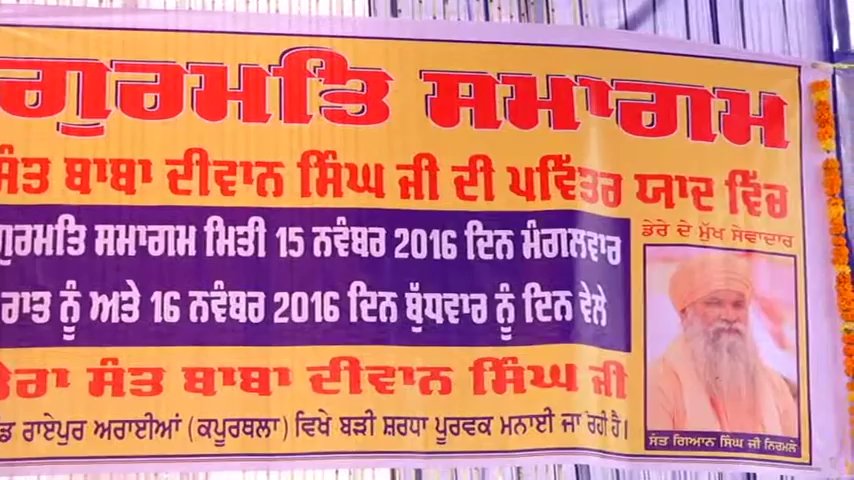 ਗੁਰਮਤਿ ਸਮਾਗਮ
ਸੰਤ ਬਾਬਾ ਦੀਵਾਨ ਸਿੰਘ ਜੀ ਦੀ ਪਵਿੱਤਰ ਯਾਦ ਵਿੱਚ
ਗੁਰਮਤਿ ਸਮਾਗਮ ਮਿਤੀ 15 ਨਵੰਬਰ 2016 ਦਿਨ ਮੰਗਲਵਾਰ
ਰਾਤ ਨੂੰ ਅਤੇ 16 ਨਵੰਬਰ 2016 ਦਿਨ ਬੁੱਧਵਾਰ ਨੂੰ ਦਿਨ ਵੇਲੇ
ਡੇਰਾ ਸੰਤ ਬਾਬਾ ਦੀਵਾਨ ਸਿੰਘ ਜੀ
ਰਾਏਪੁਰ ਅਰਾਈਆਂ (ਕਪੂਰਥਲਾ) ਵਿਖੇ ਬੜੀ ਸ਼ਰਧਾ ਪੂਰਵਕ ਮਨਾਈ ਜਾ ਰਹੀ ਹੈ।
ਡੇਰੇ ਦੇ ਮੁੱਖ ਸੇਵਾਦਾਰ
ਸੰਤ ਗਿਆਨ ਸਿੰਘ ਜੀ ਨਿਰਮਲੇ